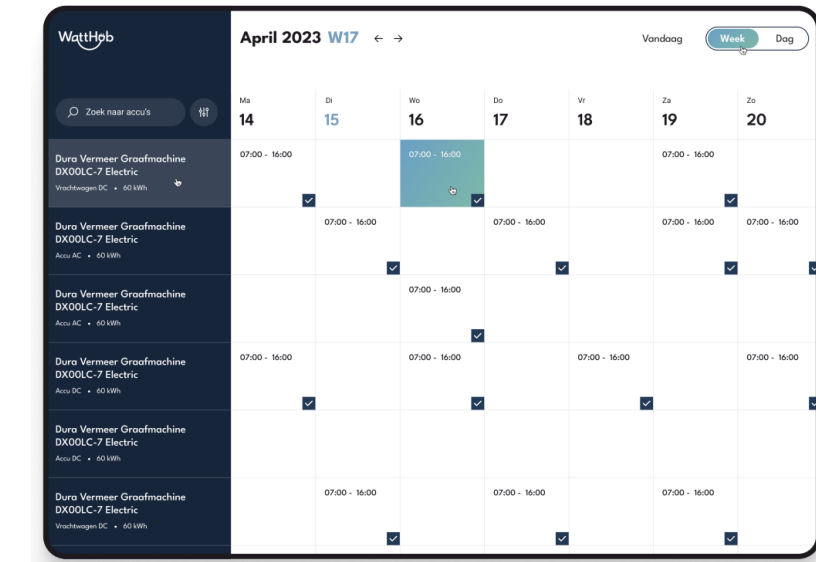 WattHub
April 2023 W17 ← →
Vandaag
Week Dag
Zoek naar accu's
Ma Di Wo Do Vr Za Zo
14 15 16 17 18 19 20
Dura Vermeer Graafmachine
DX00LC-7 Electric
Vrachtwagen DC • 60 kWh
07:00 - 16:00 07:00 - 16:00 07:00 - 16:00
Dura Vermeer Graafmachine
DX00LC-7 Electric
Accu AC • 60 kWh
07:00 - 16:00 07:00 - 16:00 07:00 - 16:00 07:00 - 16:00
Dura Vermeer Graafmachine
DX00LC-7 Electric
Accu AC • 60 kWh
07:00 - 16:00
Dura Vermeer Graafmachine
DX00LC-7 Electric
Accu DC • 60 kWh
07:00 - 16:00 07:00 - 16:00 07:00 - 16:00 07:00 - 16:00
Dura Vermeer Graafmachine
DX00LC-7 Electric
Accu DC • 60 kWh
Dura Vermeer Graafmachine
DX00LC-7 Electric
Vrachtwagen DC • 60 kWh
07:00 - 16:00 07:00 - 16:00 07:00 - 16:00